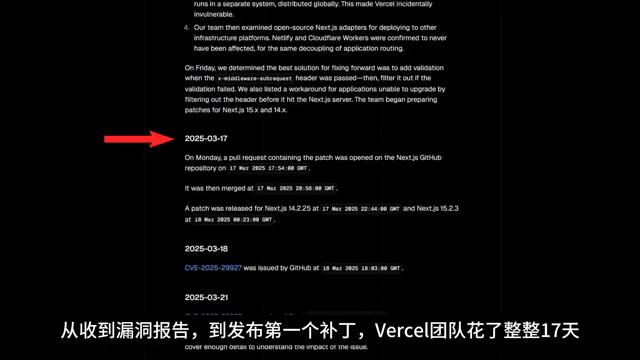 runs in a separate system, distributed globally. This made Vercel incidentally
invulnerable.
4. Our team then examined open-source Next.js adapters for deploying to other
infrastructure platforms. Netlify and Cloudflare Workers were confirmed to never
have been affected, for the same decoupling of application routing.
On Friday, we determined the best solution for fixing forward was to add validation
when the x-middleware-subrequest header was passed—then, filter it out if the
validation failed. We also listed a workaround for applications unable to upgrade by
filtering out the header before it hit the Next.js server. The team began preparing
patches for Next.js 15.x and 14.x.
2025-03-17
On Monday, a pull request containing the patch was opened on the Next.js GitHub
repository on 17 Mar 2025 17:54:00 GMT.
It was then merged at 17 Mar 2025 20:56:00 GMT.
A patch was released for Next.js 14.2.25 at 17 Mar 2025 22:44:00 GMT and Next.js 15.2.3
at 18 Mar 2025 00:23:00 GMT.
2025-03-18
CVE-2025-29927 was issued by GitHub at 18 Mar 2025 18:03:00 GMT.
2025-03-21
从收到漏洞报告，到发布第一个补丁，Vercel团队花了整整17天
cover enough detail to understand the impact of the issue.